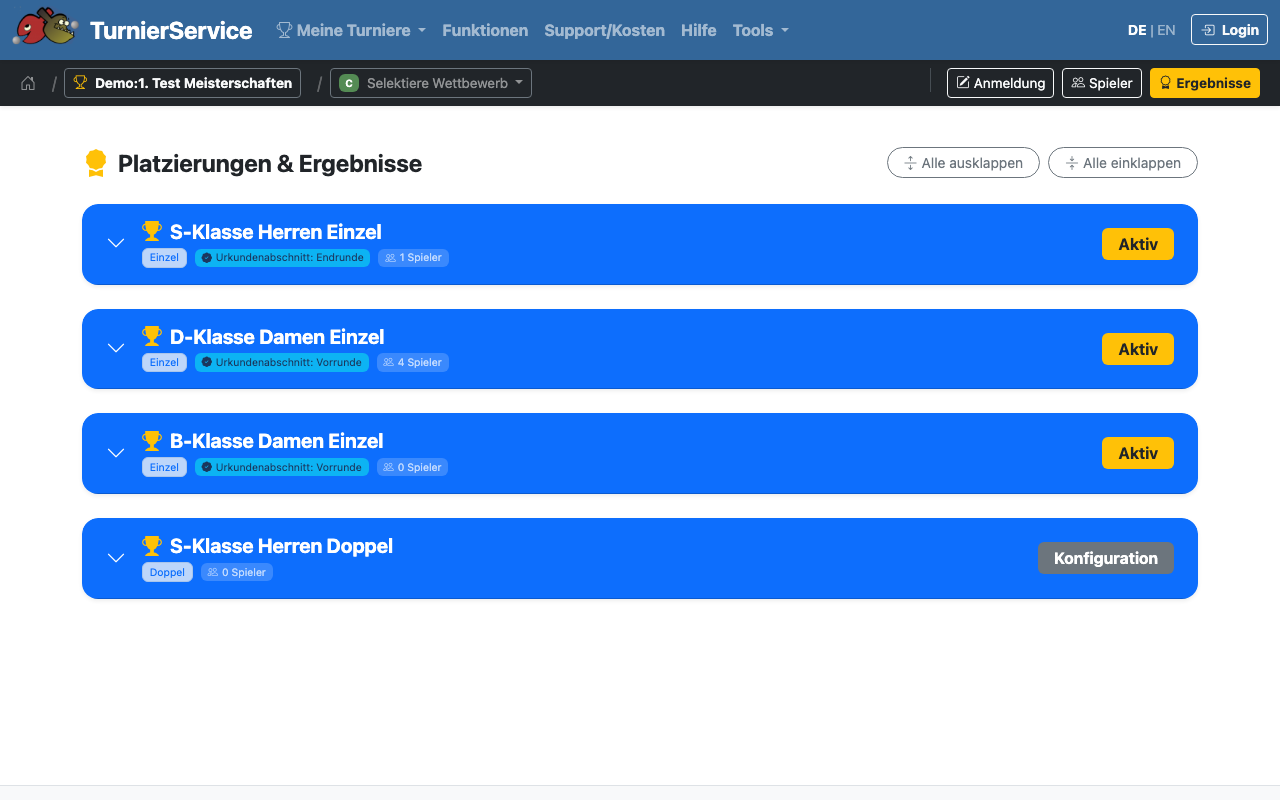 TurnierService Meine Turniere Funktionen Support/Kosten Hilfe Tools DE | EN Login
/ Demo:1. Test Meisterschaften / C Selektiere Wettbewerb Anmeldung Spieler Ergebnisse
Platzierungen & Ergebnisse Alle ausklappen Alle einklappen
S-Klasse Herren Einzel
Einzel Urkundenabschnitt: Endrunde 1 Spieler
Aktiv
D-Klasse Damen Einzel
Einzel Urkundenabschnitt: Vorrunde 4 Spieler
Aktiv
B-Klasse Damen Einzel
Einzel Urkundenabschnitt: Vorrunde 0 Spieler
Aktiv
S-Klasse Herren Doppel
Doppel 0 Spieler
Konfiguration